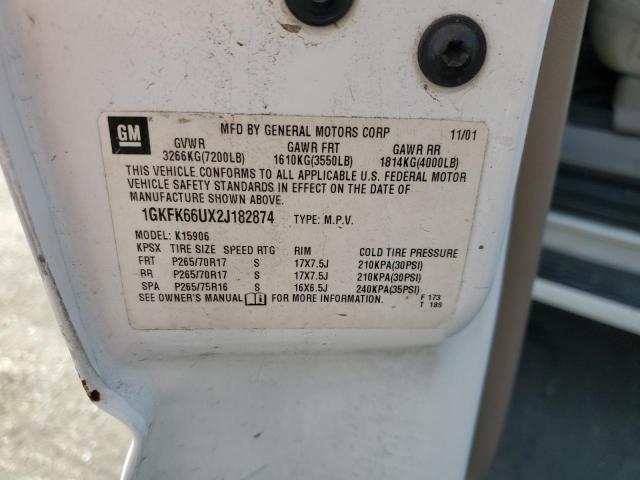 GM
MFD BY GENERAL MOTORS CORP 11/01
GVWR GAWR FRT GAWR RR
3266KG(7200LB) 1610KG(3550LB) 1814KG(4000LB)
THIS VEHICLE CONFORMS TO ALL APPLICABLE U.S. FEDERAL MOTOR
VEHICLE SAFETY STANDARDS IN EFFECT ON THE DATE OF
MANUFACTURE SHOWN ABOVE.
1GKFK66UX2J182874 TYPE: M.P.V.
MODEL: K15906
KPSX TIRE SIZE SPEED RTG RIM COLD TIRE PRESSURE
FRT P265/70R17 S 17X7.5J 210KPA(30PSI)
RR P265/70R17 S 17X7.5J 210KPA(30PSI)
SPA P265/75R16 S 16X6.5J 240KPA(35PSI)
SEE OWNER'S MANUAL FOR MORE INFORMATION.
F 173
T 189